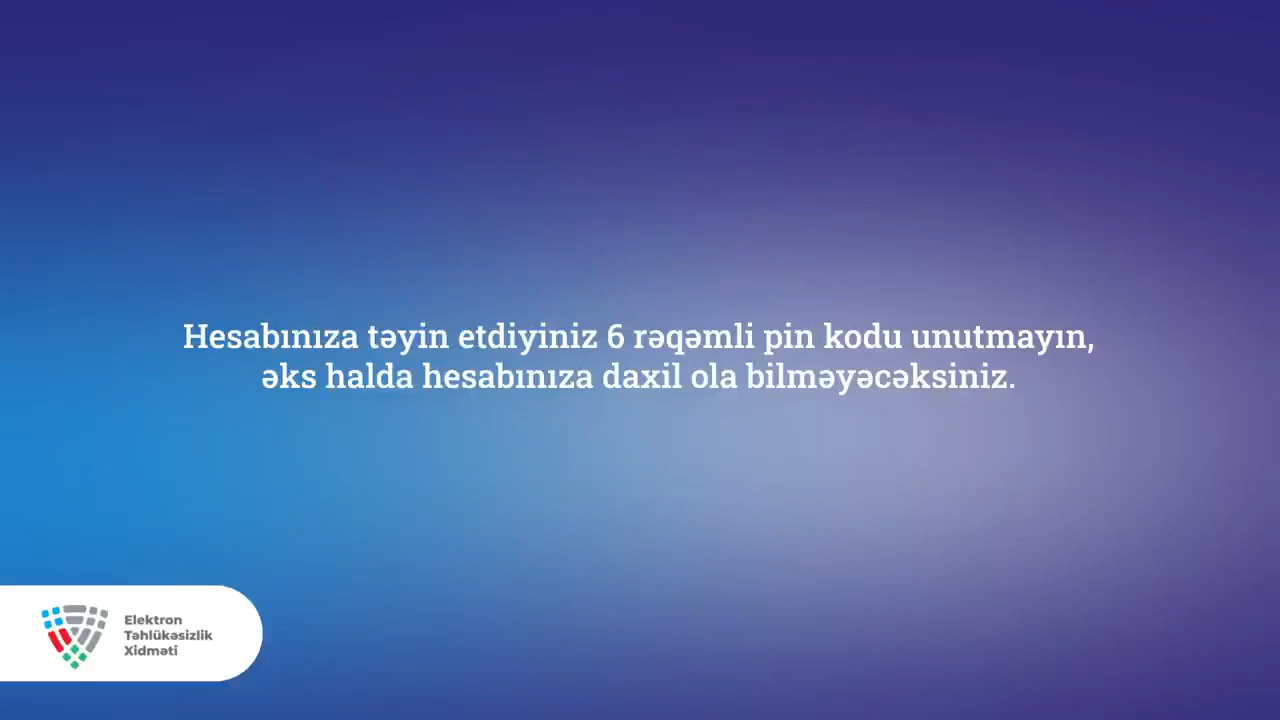 Hesabınıza təyin etdiyiniz 6 rəqəmli pin kodu unutmayın,
əks halda hesabınıza daxil ola bilməyəcəksiniz.
Elektron
Təhlükəsizlik
Xidməti